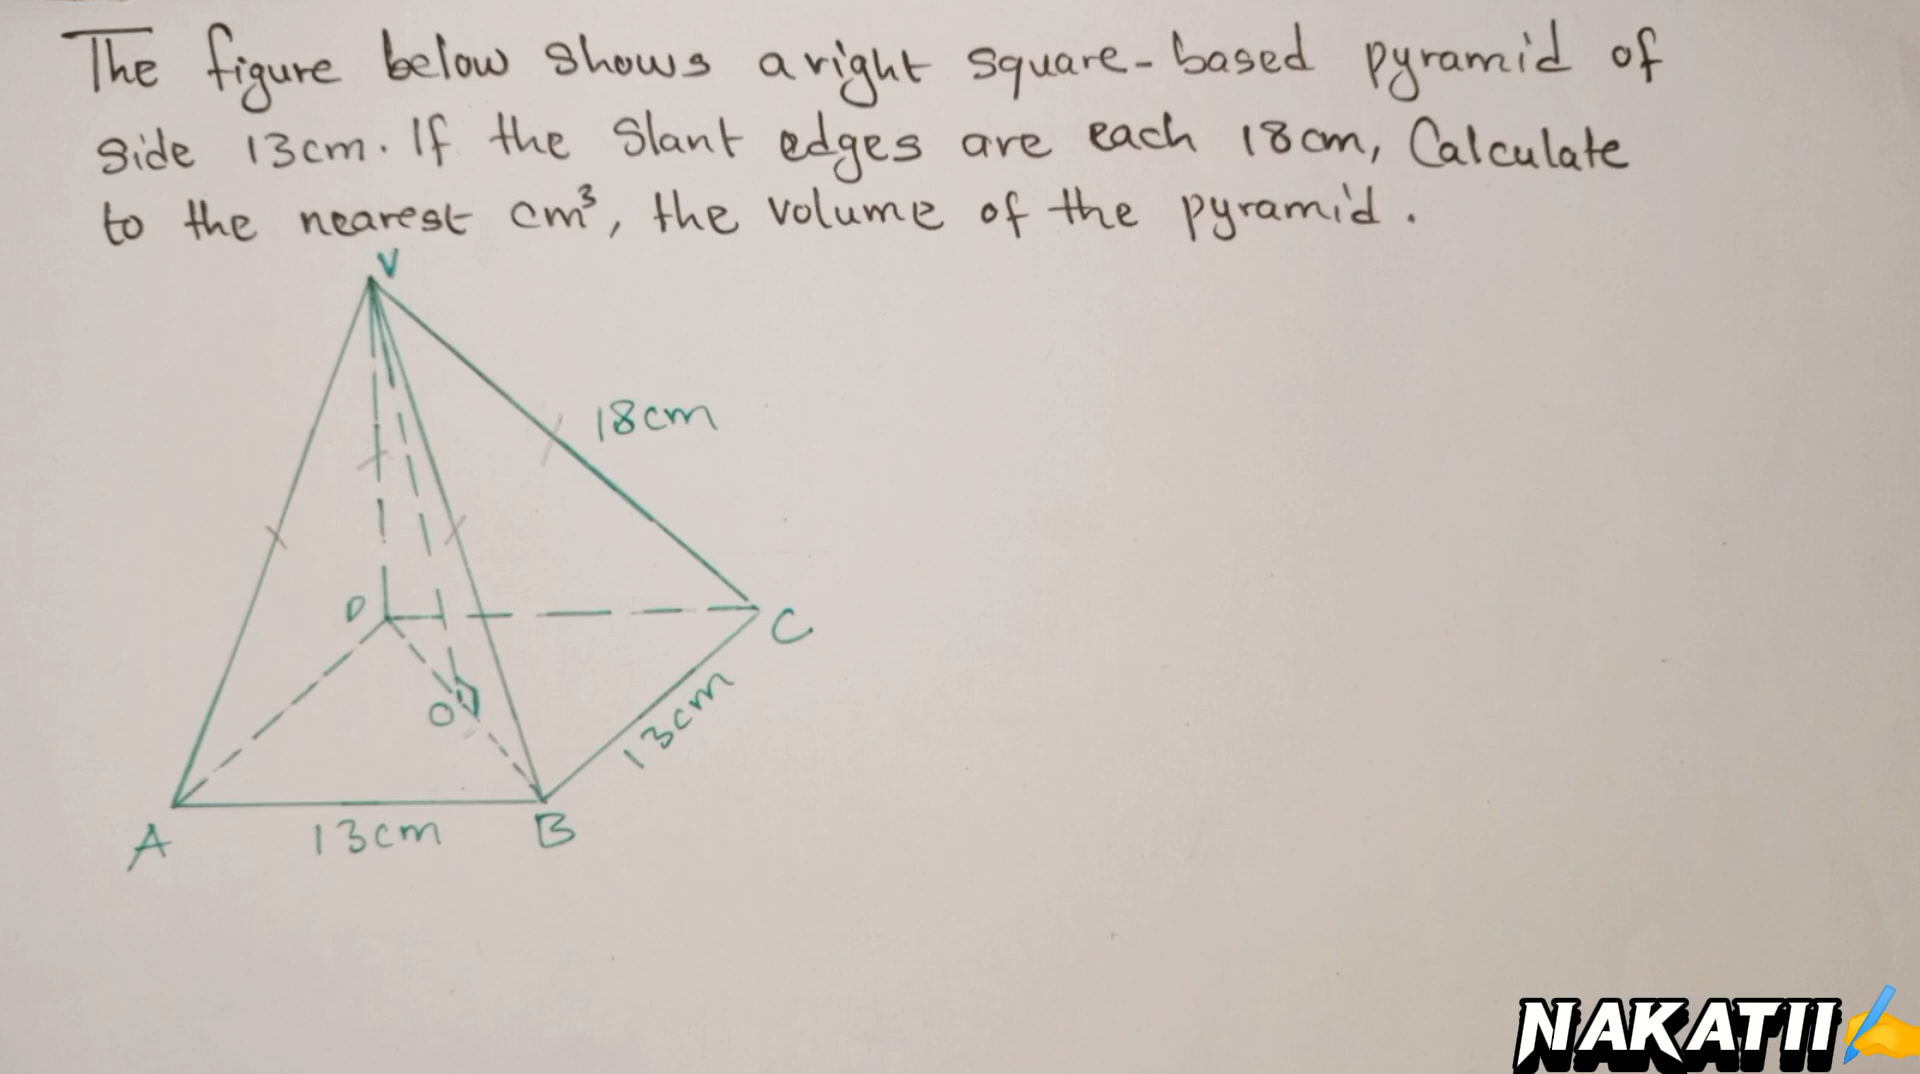 The figure below shows a right square-based pyramid of
side 13cm. If the slant edges are each 18cm, Calculate
to the nearest cm³, the volume of the pyramid.
V
18cm
D
C
O
13cm
A
13cm
B
NAKATII